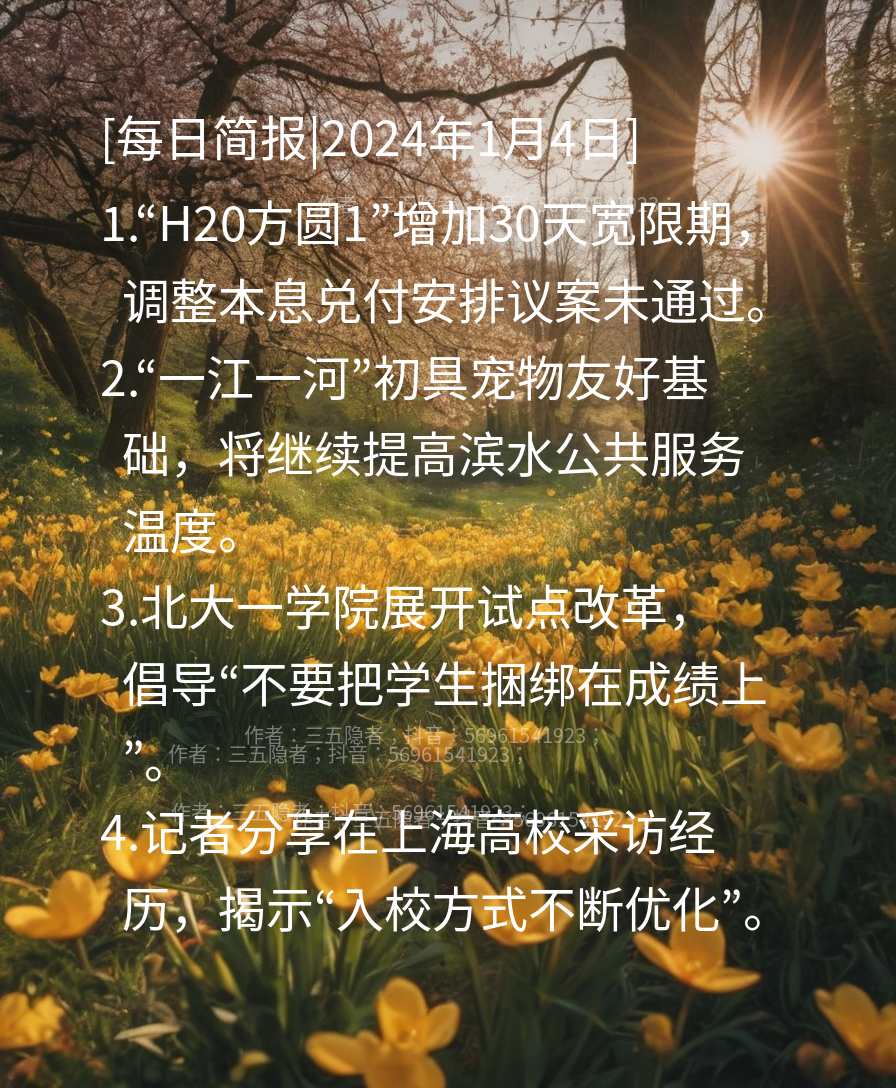 [每日简报|2024年1月4日]
1.“H20方圆1”增加30天宽限期，
调整本息兑付安排议案未通过。
2.“一江一河”初具宠物友好基
础，将继续提高滨水公共服务
温度。
3.北大一学院展开试点改革，
倡导“不要把学生捆绑在成绩上
”。
作者：三五隐者；抖音：56961541923；
作者：三五隐者；抖音：56961541923；
作者：三五隐者；抖音：56961541923；
4.记者分享在上海高校采访经
历，揭示“入校方式不断优化”。